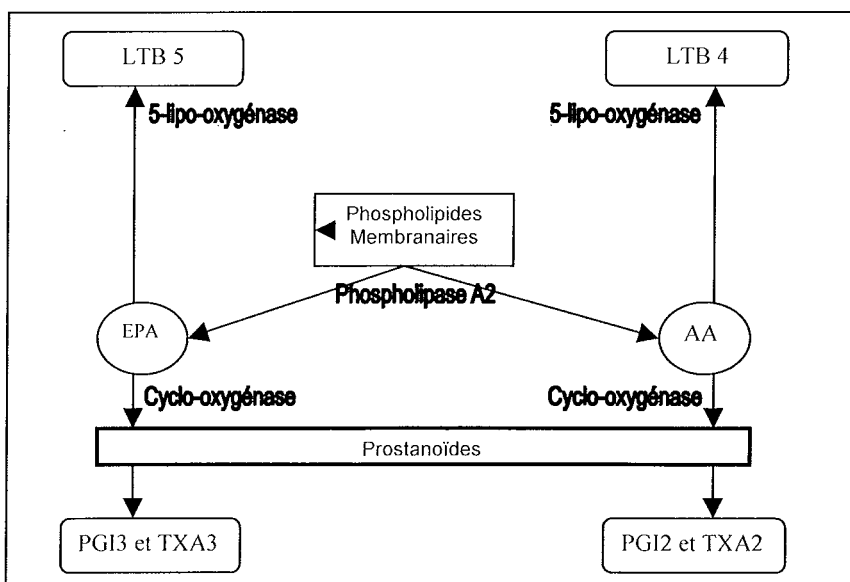 LTB 5
LTB 4
5-lipo-oxygénase
5-lipo-oxygénase
Phospholipides
Membranaires
Phospholipase A2
EPA
AA
Cyclo-oxygénase
Cyclo-oxygénase
Prostanoïdes
PGI3 et TXA3
PGI2 et TXA2